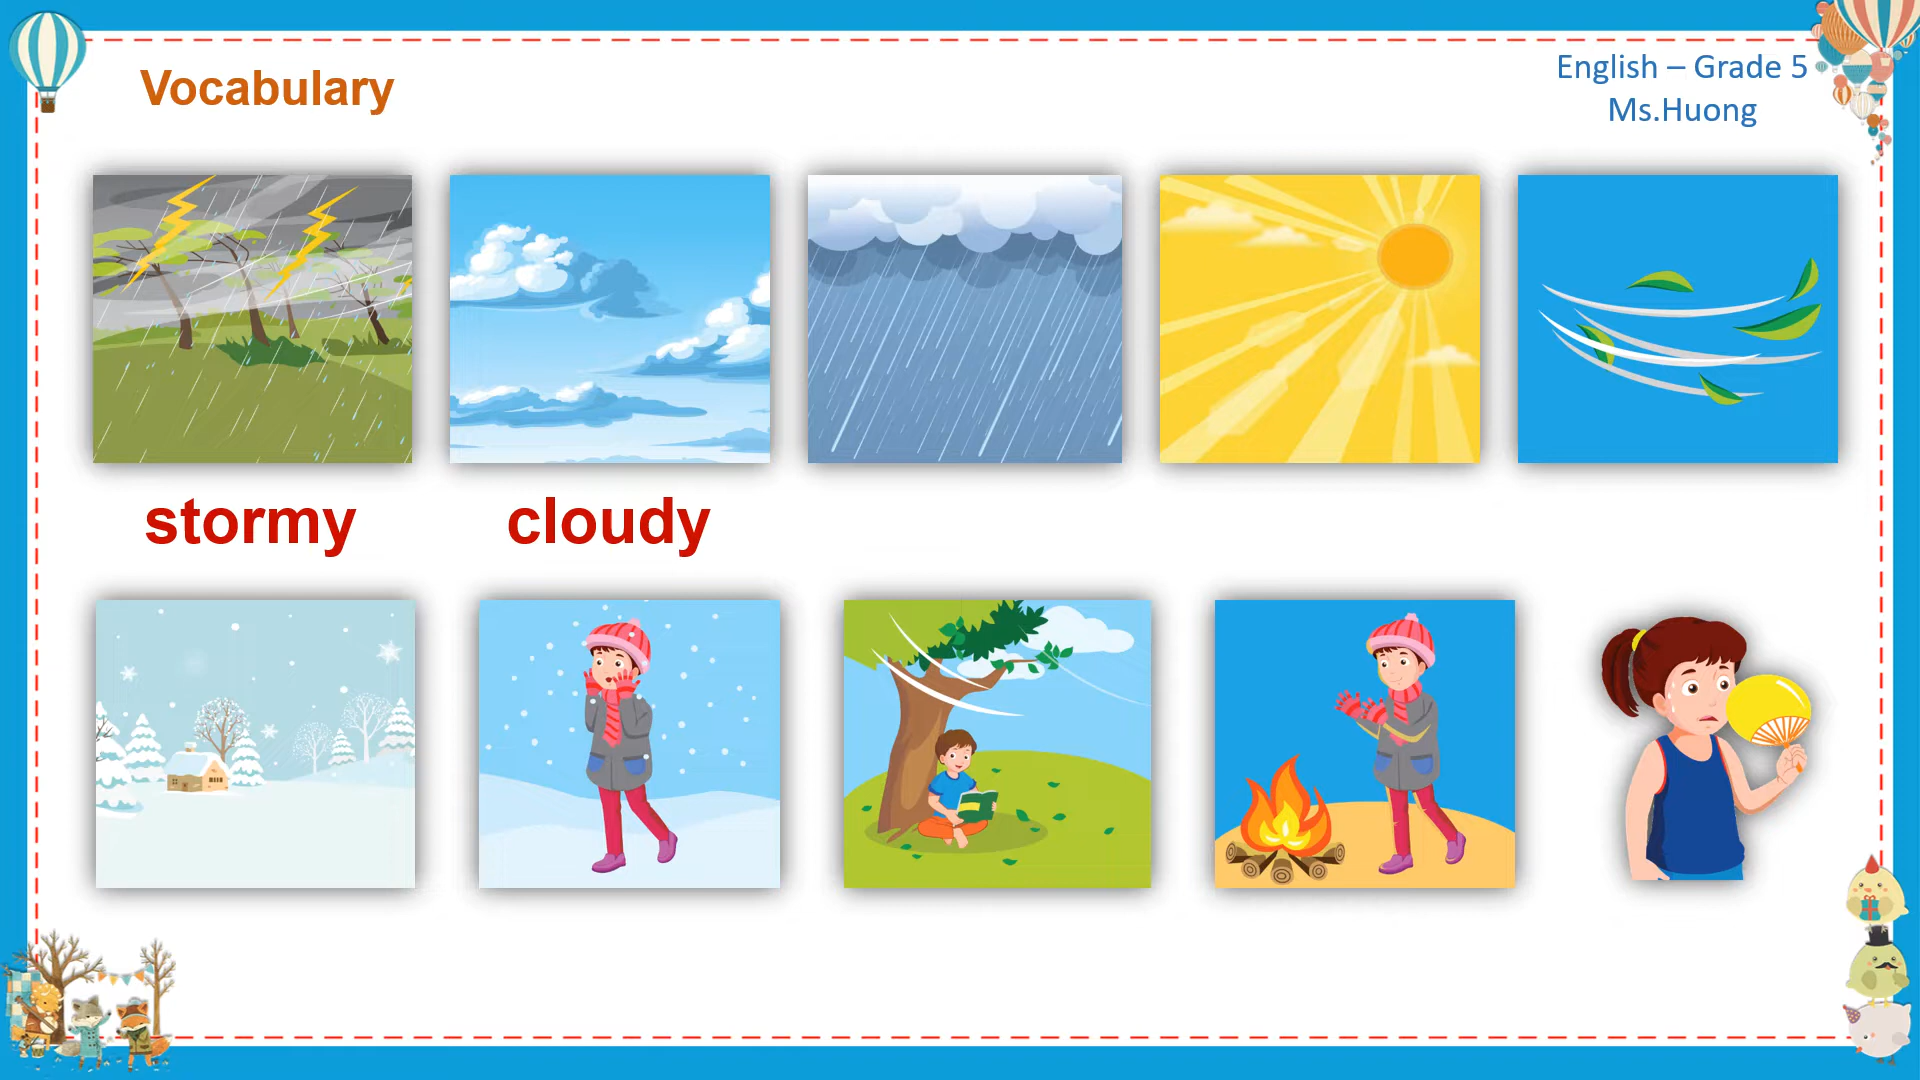 Vocabulary
English – Grade 5
Ms.Huong
stormy
cloudy